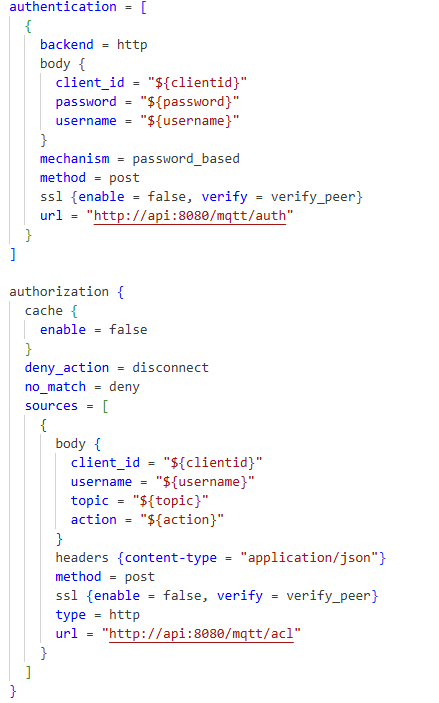 authentication = [
  {
    backend = http
    body {
      client_id = "${clientid}"
      password = "${password}"
      username = "${username}"
    }
    mechanism = password_based
    method = post
    ssl {enable = false, verify = verify_peer}
    url = "http://api:8080/mqtt/auth"
  }
]

authorization {
  cache {
    enable = false
  }
  deny_action = disconnect
  no_match = deny
  sources = [
    {
      body {
        client_id = "${clientid}"
        username = "${username}"
        topic = "${topic}"
        action = "${action}"
      }
      headers {content-type = "application/json"}
      method = post
      ssl {enable = false, verify = verify_peer}
      type = http
      url = "http://api:8080/mqtt/acl"
    }
  ]
}